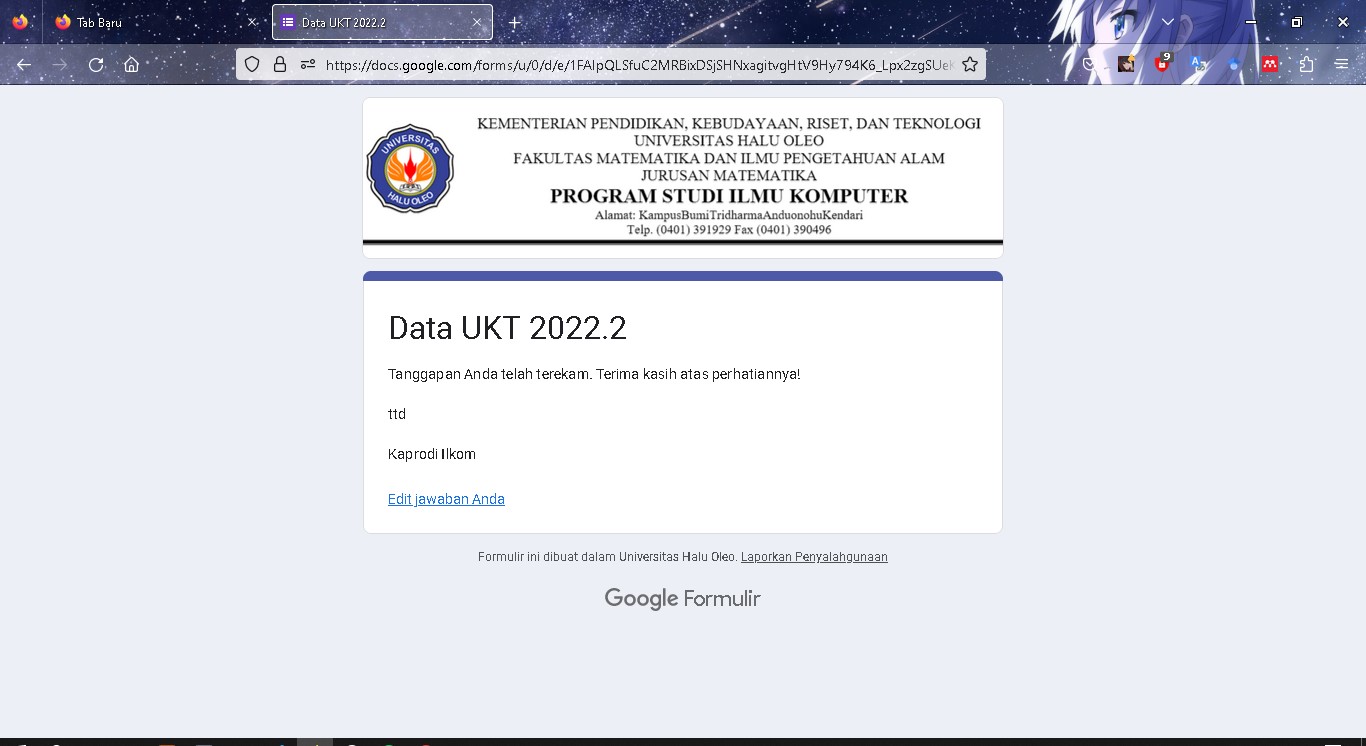 Tab Baru
Data UKT 2022.2
https://docs.google.com/forms/u/0/d/e/1FAIpQLSfuC2MRBixDSjSHNxagitvgHtV9Hy794K6_Lpx2zgSUeK
9
KEMENTERIAN PENDIDIKAN, KEBUDAYAAN, RISET, DAN TEKNOLOGI
UNIVERSITAS HALU OLEO
FAKULTAS MATEMATIKA DAN ILMU PENGETAHUAN ALAM
JURUSAN MATEMATIKA
PROGRAM STUDI ILMU KOMPUTER
Alamat: KampusBumiTridharmaAnduonohuKendari
Telp. (0401) 391929 Fax (0401) 390496
UNIVERSITAS
HALU OLEO
Data UKT 2022.2
Tanggapan Anda telah terekam. Terima kasih atas perhatiannya!
ttd
Kaprodi Ilkom
Edit jawaban Anda
Formulir ini dibuat dalam Universitas Halu Oleo. Laporkan Penyalahgunaan
Google Formulir